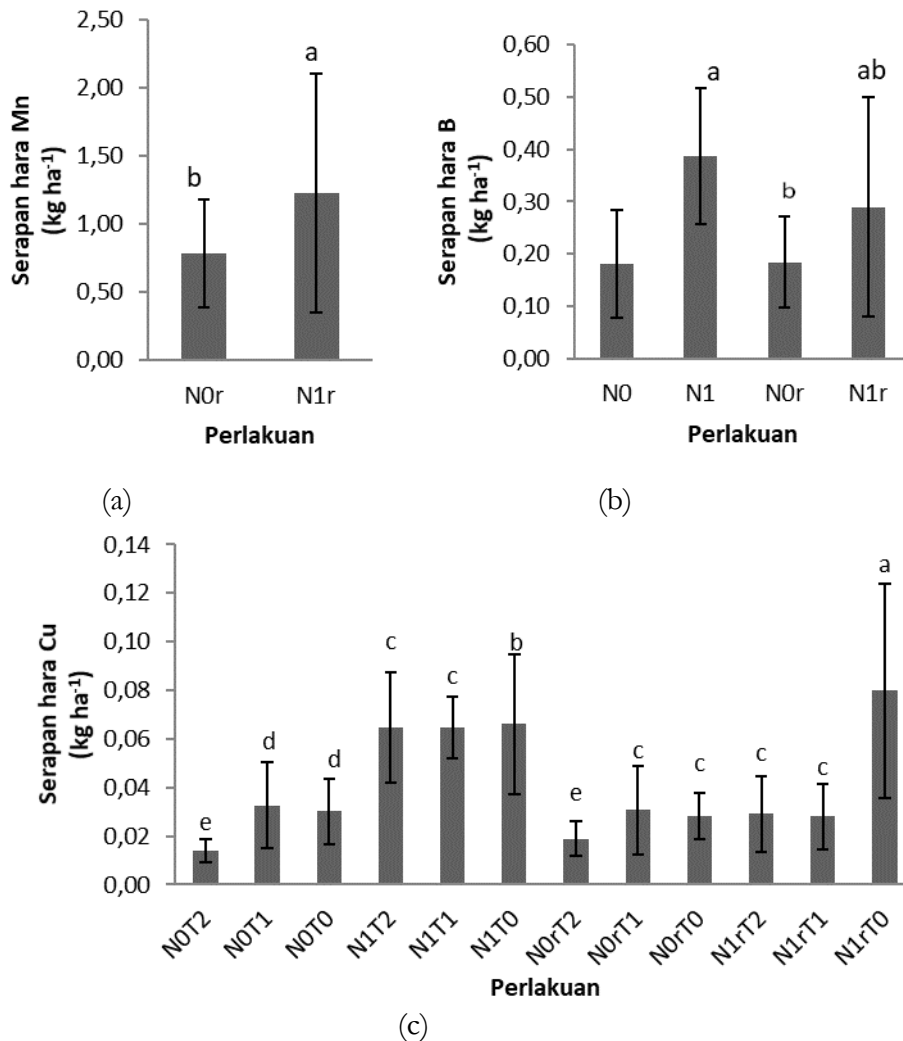 2,50
2,00
1,50
1,00
0,50
0,00
Serapan hara Mn
(kg ha⁻¹)
b
a
N0r N1r
Perlakuan
(a)
0,60
0,50
0,40
0,30
0,20
0,10
0,00
Serapan hara B
(kg ha⁻¹)
a
b
ab
N0 N1 N0r N1r
Perlakuan
(b)
0,14
0,12
0,10
0,08
0,06
0,04
0,02
0,00
Serapan hara Cu
(kg ha⁻¹)
e
d
d
c
c
b
e
c
c
c
c
a
N0T2
N0T1
N0T0
N1T2
N1T1
N1T0
N0rT2
N0rT1
N0rT0
N1rT2
N1rT1
N1rT0
Perlakuan
(c)